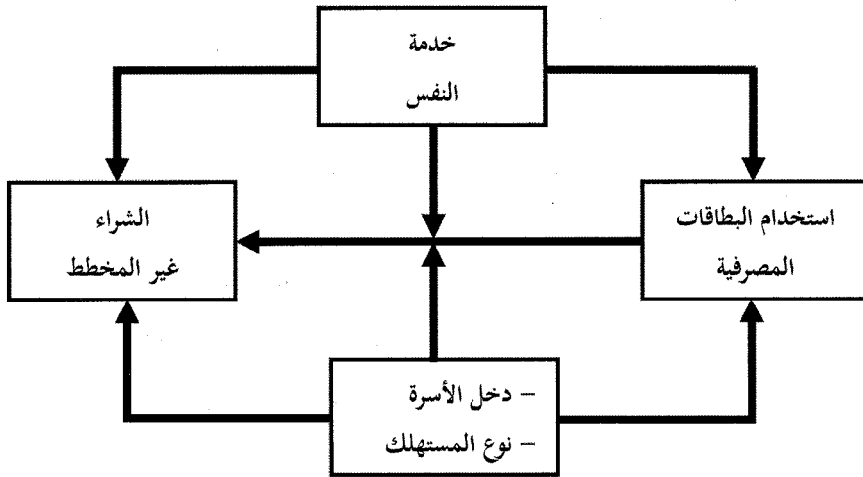 خدمة
النفس
استخدام البطاقات
المصرفية
الشراء
غير المخطط
– دخل الأسرة
– نوع المستهلك